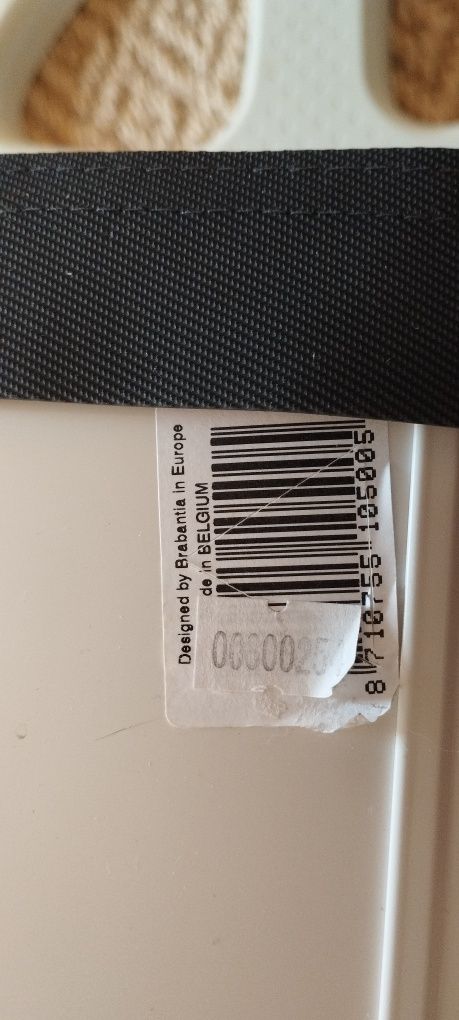 Designed by Brabantia in Europe
de in BELGIUM
8 710755 105005